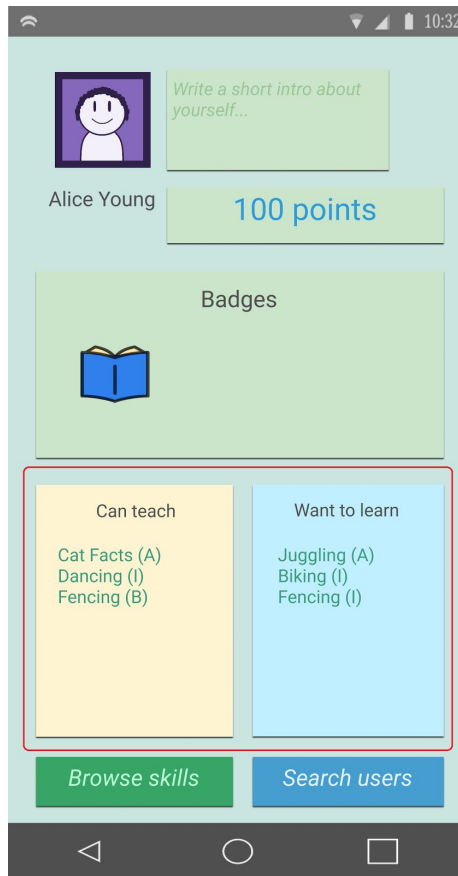 10:32
Write a short intro about
yourself...
Alice Young
100 points
Badges
Can teach
Cat Facts (A)
Dancing (I)
Fencing (B)
Want to learn
Juggling (A)
Biking (I)
Fencing (I)
Browse skills
Search users